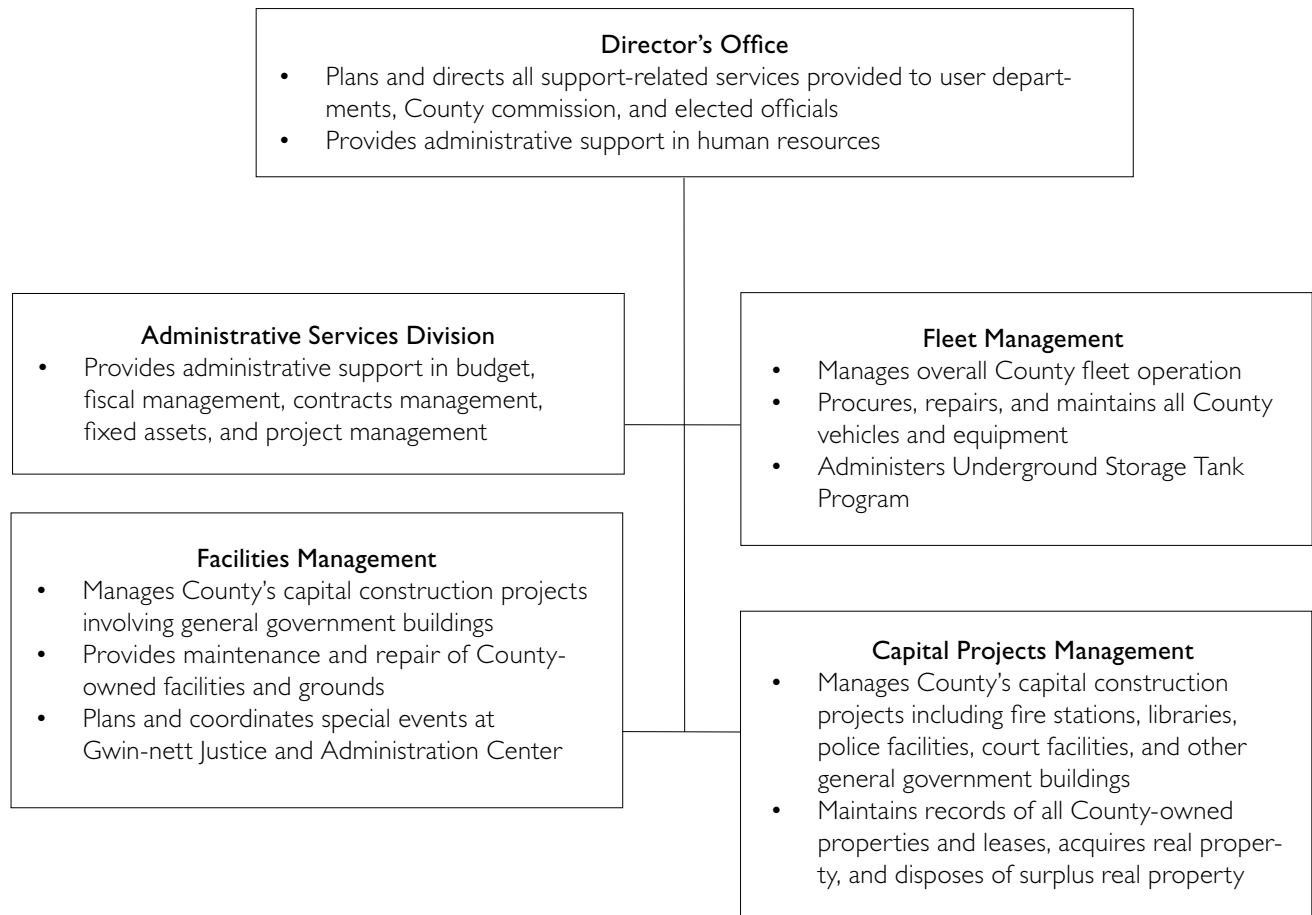 Director's Office
• Plans and directs all support-related services provided to user depart-
ments, County commission, and elected officials
• Provides administrative support in human resources
Administrative Services Division
• Provides administrative support in budget,
fiscal management, contracts management,
fixed assets, and project management
Fleet Management
• Manages overall County fleet operation
• Procures, repairs, and maintains all County
vehicles and equipment
• Administers Underground Storage Tank
Program
Facilities Management
• Manages County's capital construction projects
involving general government buildings
• Provides maintenance and repair of County-
owned facilities and grounds
• Plans and coordinates special events at
Gwin-nett Justice and Administration Center
Capital Projects Management
• Manages County's capital construction
projects including fire stations, libraries,
police facilities, court facilities, and other
general government buildings
• Maintains records of all County-owned
properties and leases, acquires real proper-
ty, and disposes of surplus real property